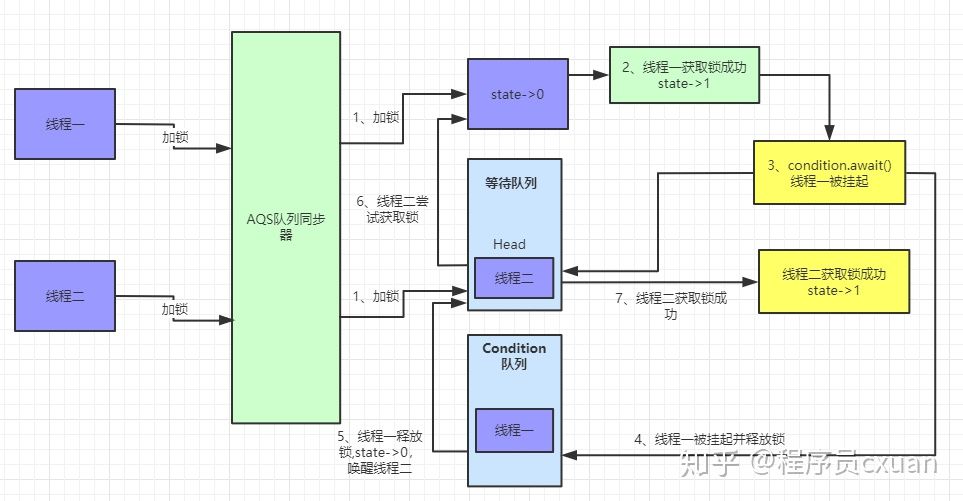 线程一
加锁
线程二
加锁
AQS队列同步
器
1、加锁
state->0
2、线程一获取锁成功
state->1
3、condition.await()
线程一被挂起
6、线程二尝
试获取锁
等待队列
Head
线程二
1、加锁
7、线程二获取锁成
功
线程二获取锁成功
state->1
Condition
队列
线程一
5、线程一释放
锁,state->0,
唤醒线程二
4、线程一被挂起并释放锁
知乎 @程序员cxuan